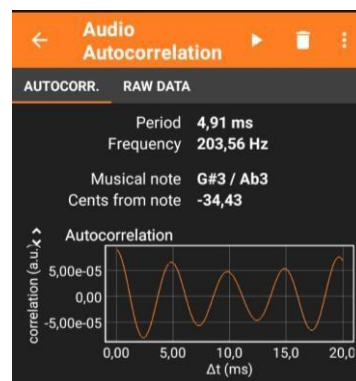 Audio
Autocorrelation
AUTOCORR. RAW DATA
Period 4,91 ms
Frequency 203,56 Hz
Musical note G#3 / Ab3
Cents from note -34,43
Autocorrelation
correlation (a.u.)
5,00e-05
0,00
-5,00e-05
0,00 5,00 10,0 15,0 20,0
Δt (ms)